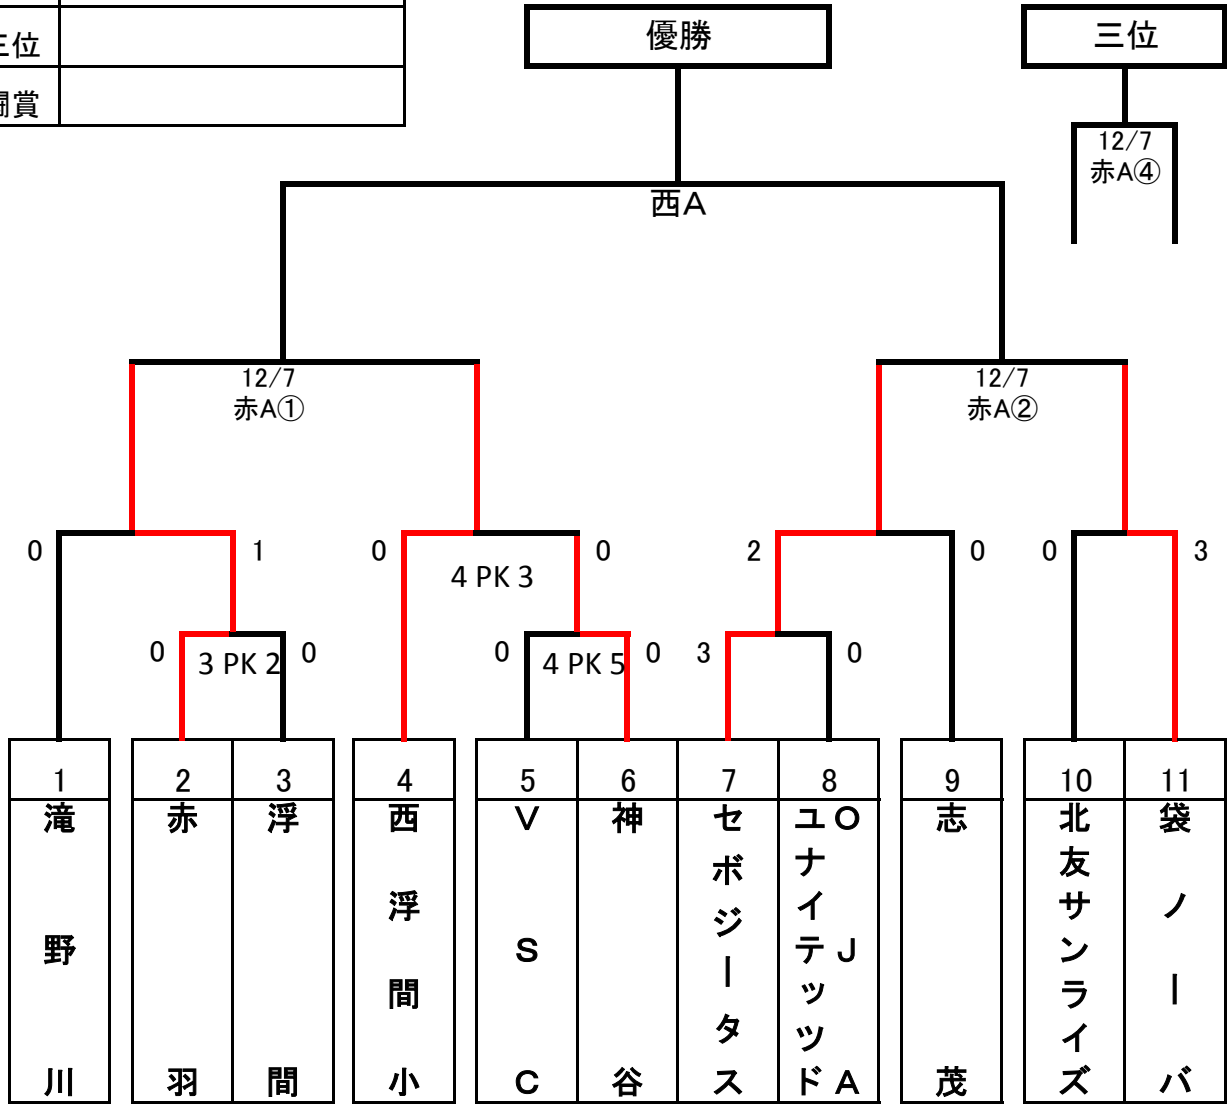 三位
闘賞
優勝
三位
12/7
赤A④
西A
12/7
赤A①
12/7
赤A②
0
1
0
0
2
0
0
3
4 PK 3
0
3 PK 2
0
0
4 PK 5
0
3
0
1
2
3
4
5
6
7
8
9
10
11
滝野川
赤羽
浮間
西浮間小
VSC
神谷
セボジータス
OJA
ユナイテッツド
志茂
北友サンライズ
袋ノーバ